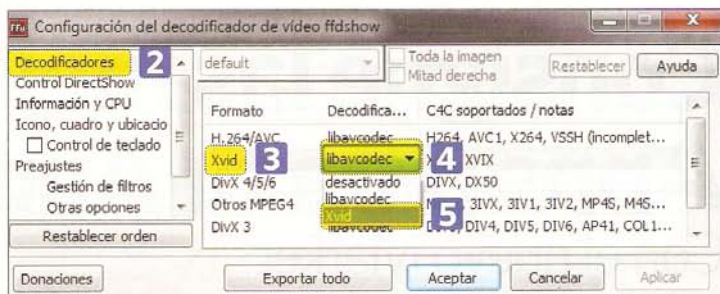 ffdshow Configuración del decodificador de vídeo ffdshow
Decodificadores 2
Control DirectShow
Información y CPU
Icono, cuadro y ubicacio
Control de teclado
Preajustes
Gestión de filtros
Otras opciones
Restablecer orden
default
Toda la imagen
Mitad derecha
Restablecer
Ayuda
Formato Decodifica... C4C soportados / notas
H.264/AVC libavcodec H264, AVC1, X264, VSSH (incomplet...
Xvid 3 libavcodec 4 XVIX
DivX 4/5/6 desactivado DIVX, DX50
Otros MPEG4 libavcodec 3IVX, 3IV1, 3IV2, MP4S, M4S...
Xvid 5
DivX 3 libavcodec DIV4, DIV5, DIV6, AP41, COL1...
Donaciones
Exportar todo
Aceptar
Cancelar
Aplicar